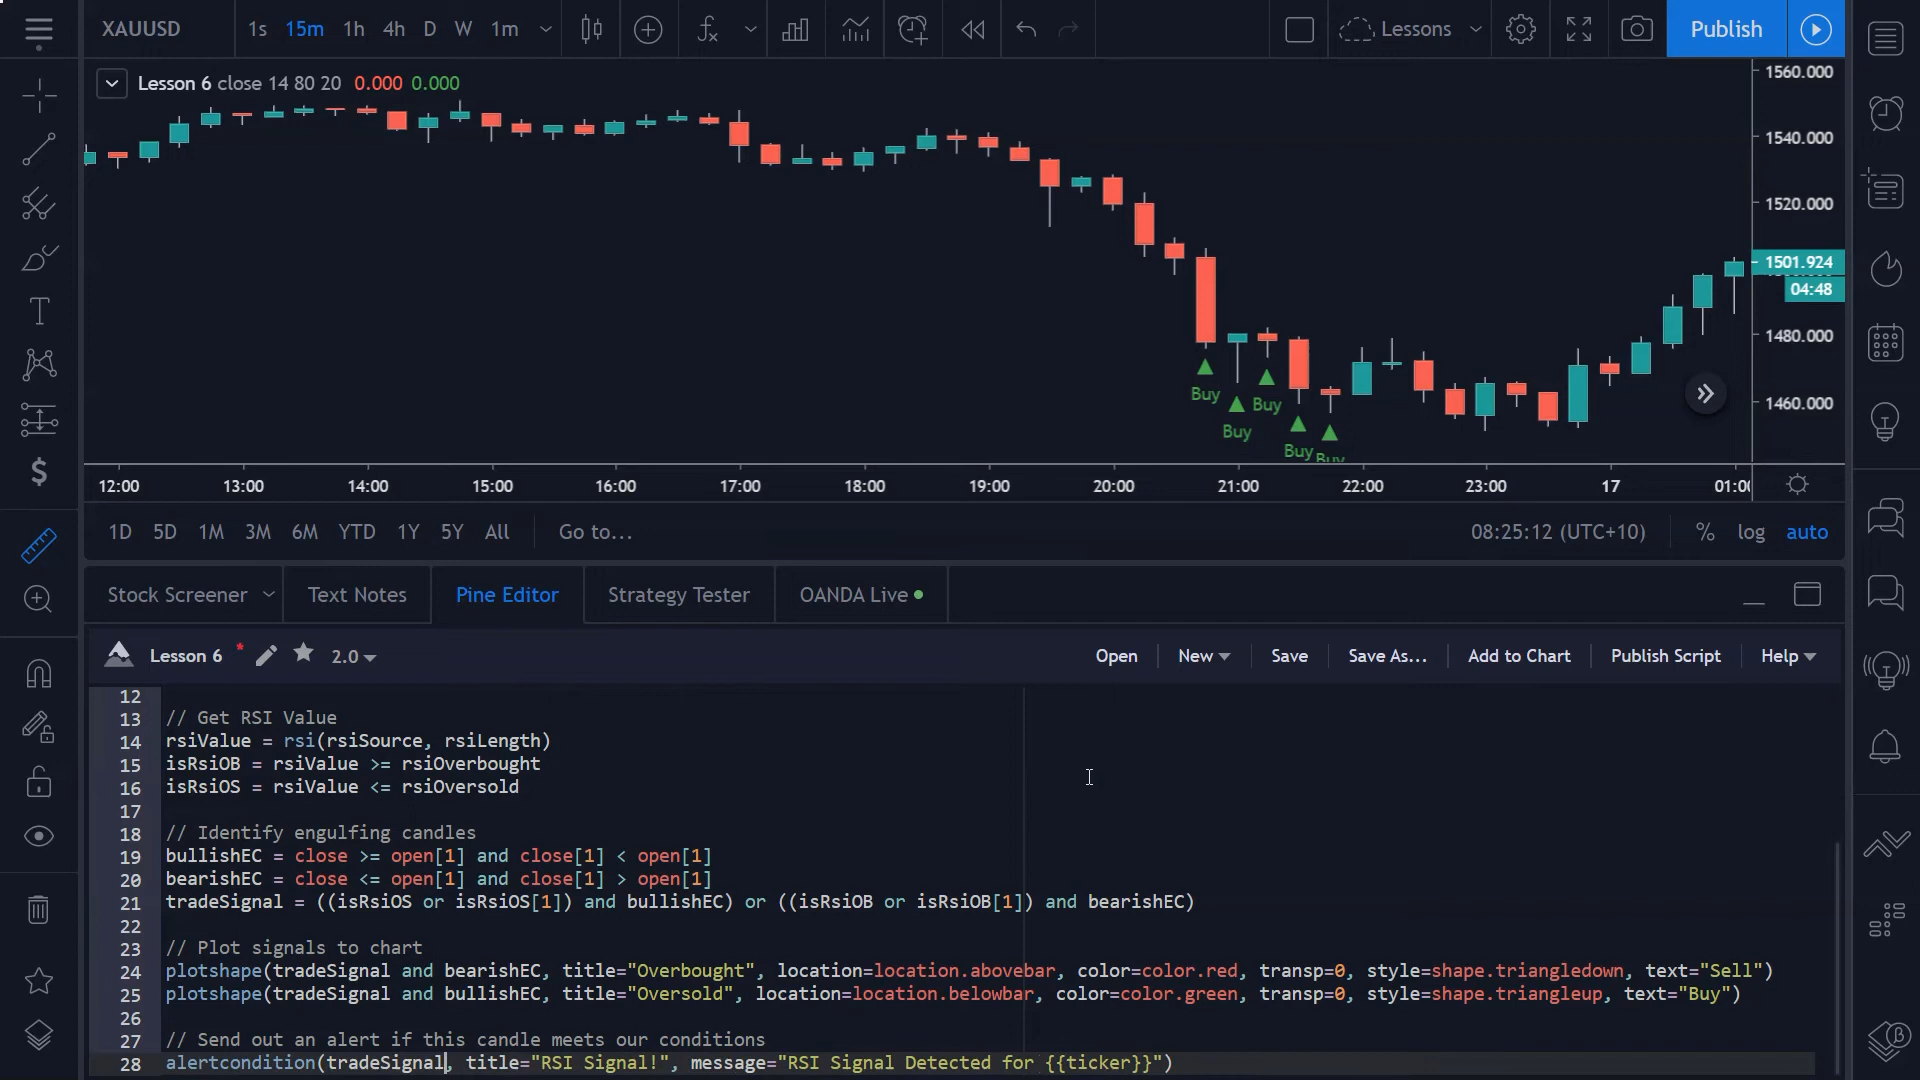 XAUUSD 1s 15m 1h 4h D W 1m Lessons Publish
Lesson 6 close 14 80 20 0.000 0.000
1560.000
1540.000
1520.000
1501.924
04:48
1480.000
1460.000
Buy
Buy
Buy
Buy
Buy
12:00 13:00 14:00 15:00 16:00 17:00 18:00 19:00 20:00 21:00 22:00 23:00 17 01:00
1D 5D 1M 3M 6M YTD 1Y 5Y All Go to... 08:25:12 (UTC+10) % log auto
Stock Screener Text Notes Pine Editor Strategy Tester OANDA Live
Lesson 6 * 2.0 Open New Save Save As... Add to Chart Publish Script Help
12
13 // Get RSI Value
14 rsiValue = rsi(rsiSource, rsiLength)
15 isRsiOB = rsiValue >= rsiOverbought
16 isRsiOS = rsiValue <= rsiOversold
17
18 // Identify engulfing candles
19 bullishEC = close >= open[1] and close[1] < open[1]
20 bearishEC = close <= open[1] and close[1] > open[1]
21 tradeSignal = ((isRsiOS or isRsiOS[1]) and bullishEC) or ((isRsiOB or isRsiOB[1]) and bearishEC)
22
23 // Plot signals to chart
24 plotshape(tradeSignal and bearishEC, title="Overbought", location=location.abovebar, color=color.red, transp=0, style=shape.triangledown, text="Sell")
25 plotshape(tradeSignal and bullishEC, title="Oversold", location=location.belowbar, color=color.green, transp=0, style=shape.triangleup, text="Buy")
26
27 // Send out an alert if this candle meets our conditions
28 alertcondition(tradeSignal, title="RSI Signal!", message="RSI Signal Detected for {{ticker}}")